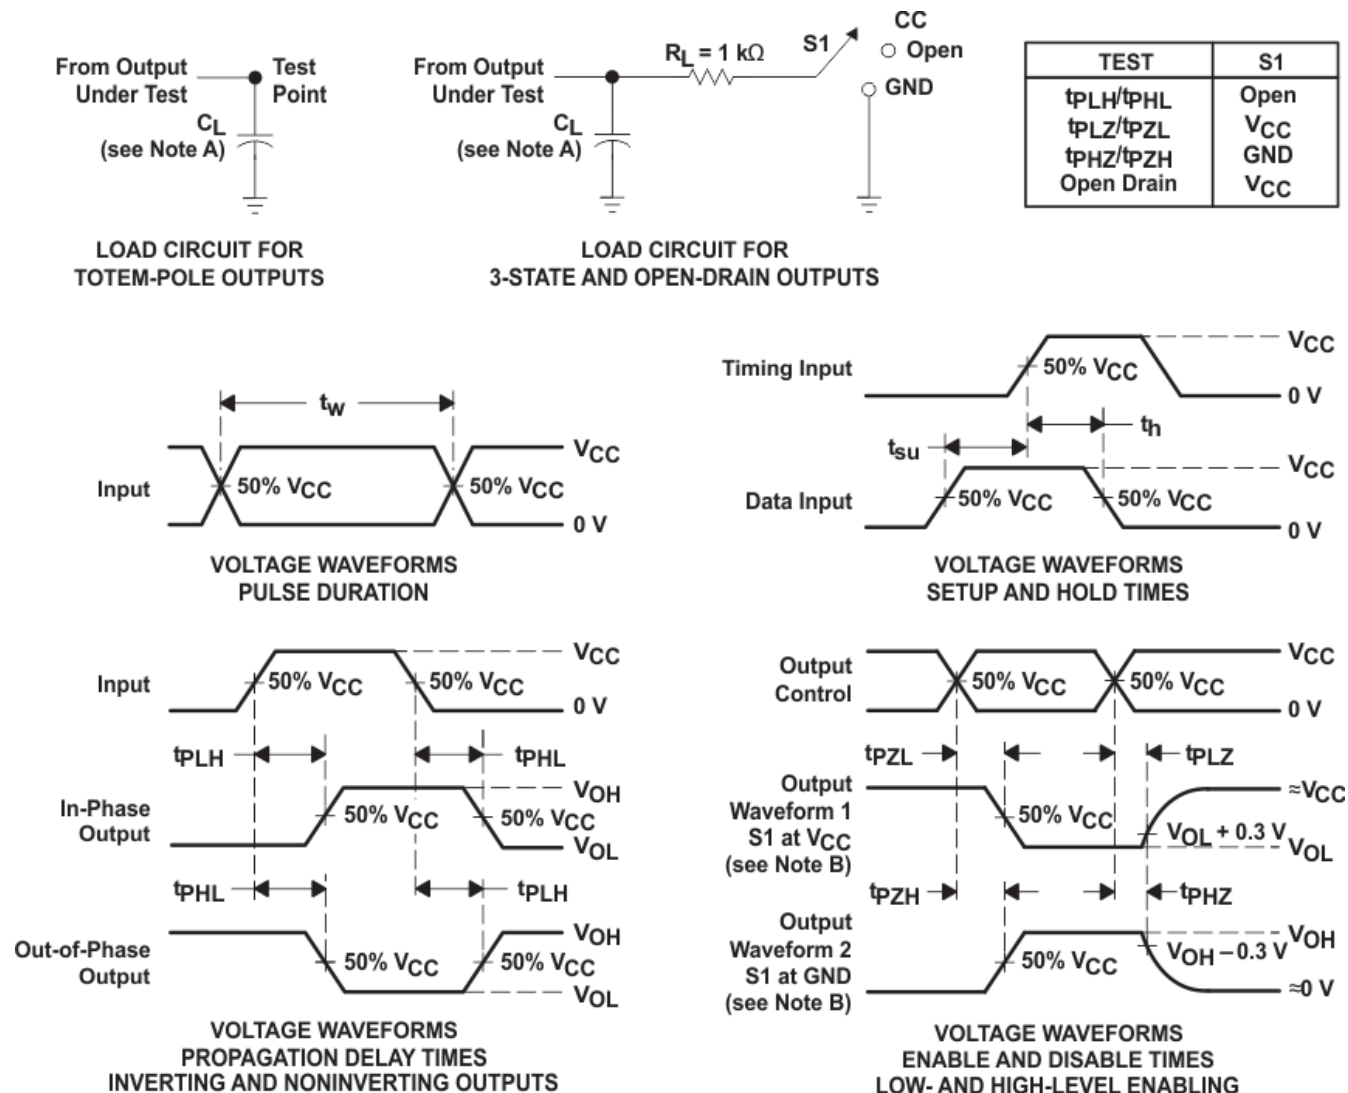 From Output
Under Test
Test
Point
CL
(see Note A)
LOAD CIRCUIT FOR
TOTEM-POLE OUTPUTS
From Output
Under Test
RL = 1 kΩ
S1
CC
Open
GND
CL
(see Note A)
LOAD CIRCUIT FOR
3-STATE AND OPEN-DRAIN OUTPUTS
TEST S1
tPLH/tPHL Open
tPLZ/tPZL VCC
tPHZ/tPZH GND
Open Drain VCC
tw
Input
50% VCC
50% VCC
VCC
0 V
VOLTAGE WAVEFORMS
PULSE DURATION
Timing Input
50% VCC
VCC
0 V
th
tsu
Data Input
50% VCC
50% VCC
VCC
0 V
VOLTAGE WAVEFORMS
SETUP AND HOLD TIMES
Input
50% VCC
50% VCC
VCC
0 V
tPLH
tPHL
In-Phase
Output
50% VCC
50% VCC
VOH
VOL
tPHL
tPLH
Out-of-Phase
Output
50% VCC
50% VCC
VOH
VOL
VOLTAGE WAVEFORMS
PROPAGATION DELAY TIMES
INVERTING AND NONINVERTING OUTPUTS
Output
Control
50% VCC
50% VCC
VCC
0 V
tPZL
tPLZ
Output
Waveform 1
S1 at VCC
(see Note B)
50% VCC
≈VCC
VOL + 0.3 V
VOL
tPZH
tPHZ
Output
Waveform 2
S1 at GND
(see Note B)
50% VCC
VOH
VOH – 0.3 V
≈0 V
VOLTAGE WAVEFORMS
ENABLE AND DISABLE TIMES
LOW- AND HIGH-LEVEL ENABLING